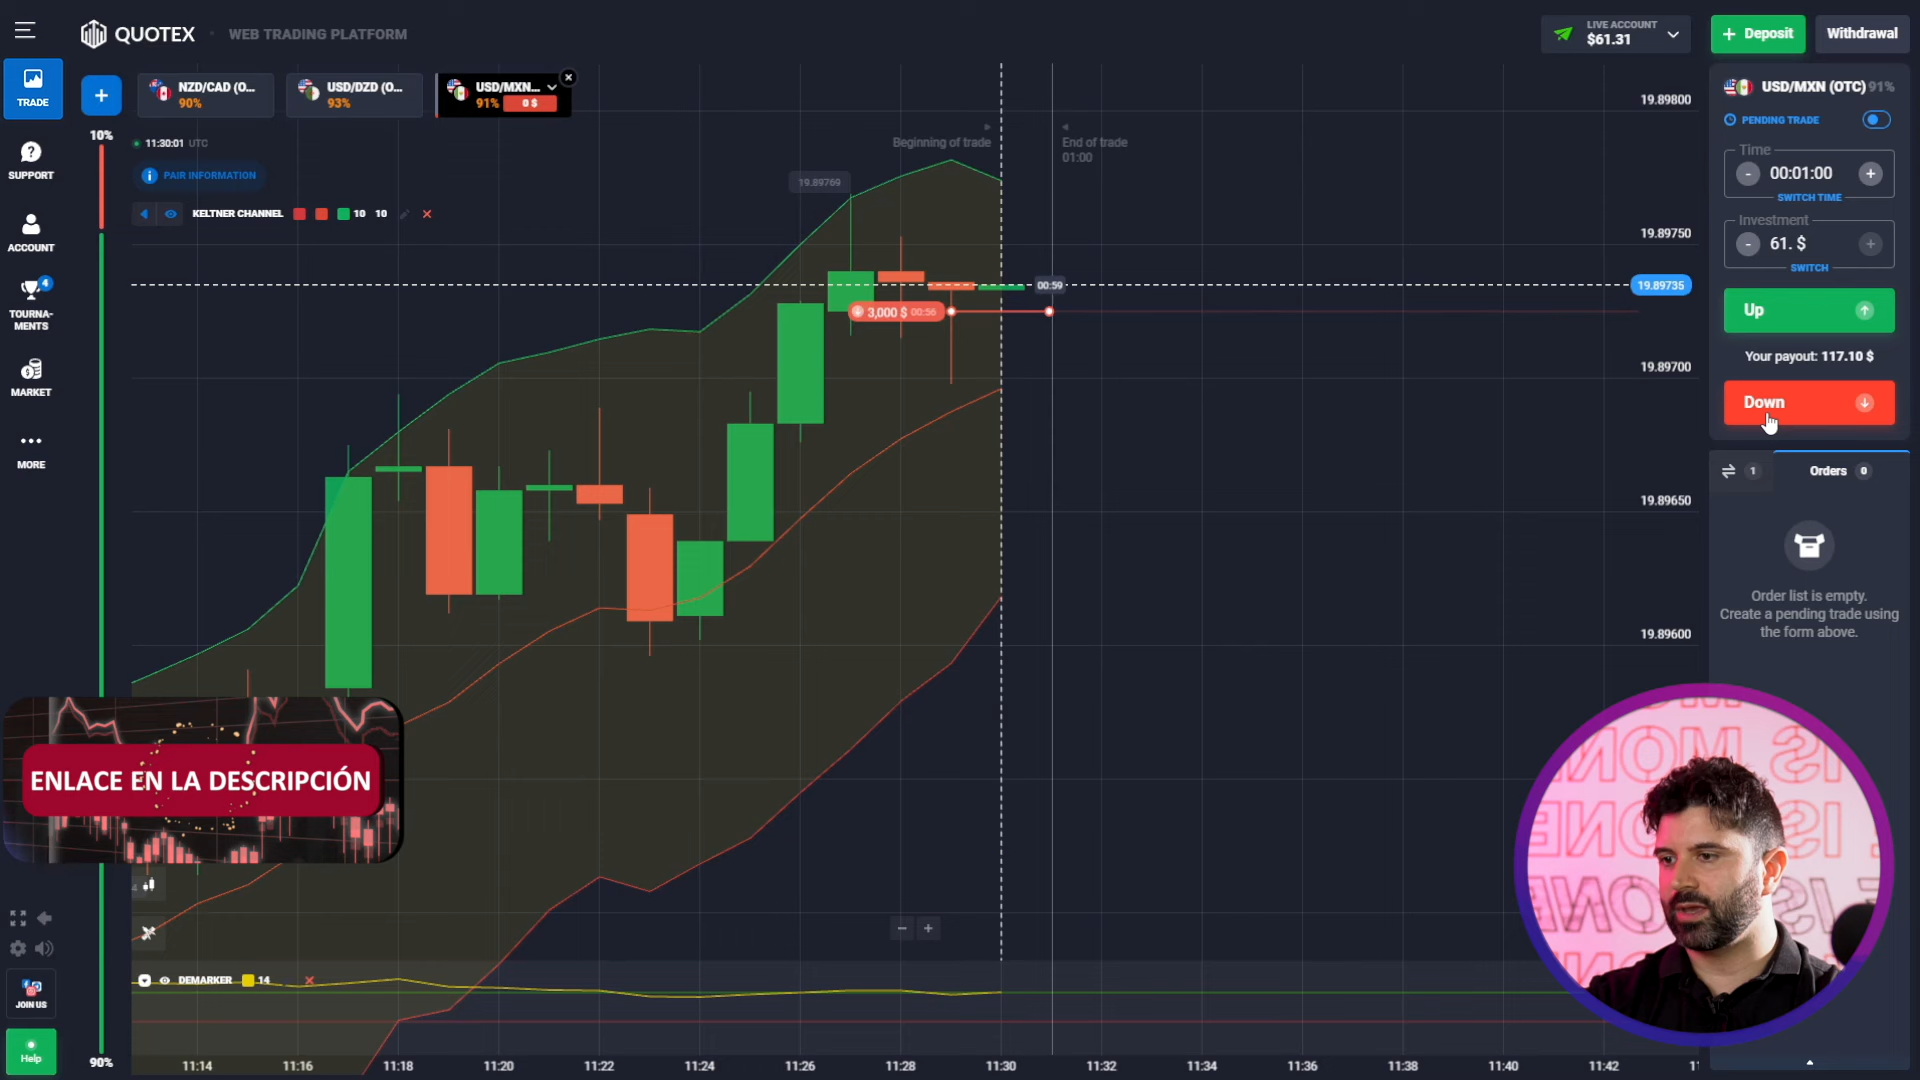 QUOTEX
WEB TRADING PLATFORM
LIVE ACCOUNT
$61.31
Deposit
Withdrawal
TRADE
NZD/CAD (O...
90%
USD/DZD (O...
93%
USD/MXN...
91%
0 $
USD/MXN (OTC) 91%
PENDING TRADE
Time
00:01:00
SWITCH TIME
Investment
61. $
SWITCH
Up
Your payout: 117.10 $
Down
1
Orders 0
Order list is empty.
Create a pending trade using
the form above.
SUPPORT
ACCOUNT
4
TOURNA-
MENTS
MARKET
MORE
JOIN US
Help
10%
90%
11:30:01 UTC
PAIR INFORMATION
KELTNER CHANNEL 10 10
Beginning of trade
End of trade
01:00
19.89769
00:59
3,000 $ 00:56
19.89800
19.89750
19.89735
19.89700
19.89650
19.89600
ENLACE EN LA DESCRIPCIÓN
4
DEMARKER 14
11:14
11:16
11:18
11:20
11:22
11:24
11:26
11:28
11:30
11:32
11:34
11:36
11:38
11:40
11:42